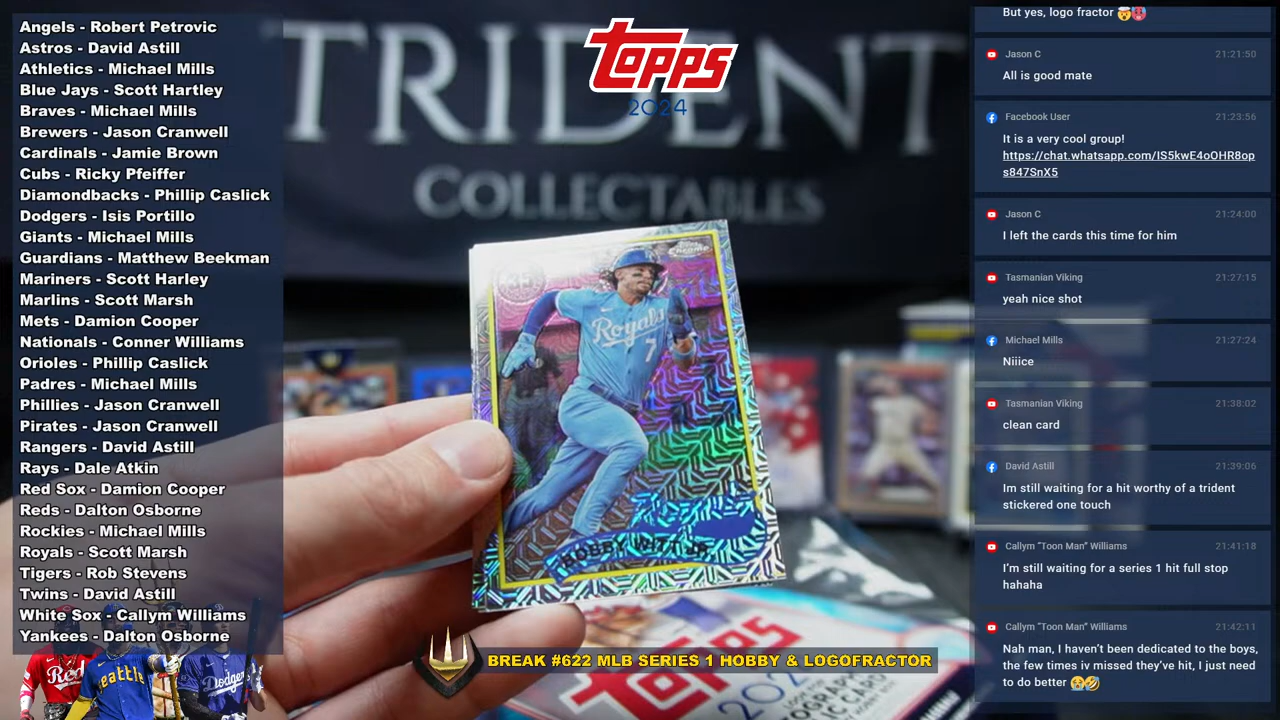 Angels - Robert Petrovic
Astros - David Astill
Athletics - Michael Mills
Blue Jays - Scott Hartley
Braves - Michael Mills
Brewers - Jason Cranwell
Cardinals - Jamie Brown
Cubs - Ricky Pfeiffer
Diamondbacks - Phillip Caslick
Dodgers - Isis Portillo
Giants - Michael Mills
Guardians - Matthew Beekman
Mariners - Scott Harley
Marlins - Scott Marsh
Mets - Damion Cooper
Nationals - Conner Williams
Orioles - Phillip Caslick
Padres - Michael Mills
Phillies - Jason Cranwell
Pirates - Jason Cranwell
Rangers - David Astill
Rays - Dale Atkin
Red Sox - Damion Cooper
Reds - Dalton Osborne
Rockies - Michael Mills
Royals - Scott Marsh
Tigers - Rob Stevens
Twins - David Astill
White Sox - Callym Williams
Yankees - Dalton Osborne
Red
Seattle
Dodgers
TRIDENT
COLLECTABLES
Topps
2024
Topps
Chrome
35
Royals
7
BOBBY WITT JR.
Topps
BREAK #622 MLB SERIES 1 HOBBY & LOGOFRACTOR
But yes, logo fractor 🤯🥵
Jason C 21:21:50
All is good mate
Facebook User 21:23:56
It is a very cool group!
https://chat.whatsapp.com/IS5kwE4oOHR8op
s847SnX5
Jason C 21:24:00
I left the cards this time for him
Tasmanian Viking 21:27:15
yeah nice shot
Michael Mills 21:27:24
Niiice
Tasmanian Viking 21:38:02
clean card
David Astill 21:39:06
Im still waiting for a hit worthy of a trident
stickered one touch
Callym "Toon Man" Williams 21:41:18
I'm still waiting for a series 1 hit full stop
hahaha
Callym "Toon Man" Williams 21:42:11
Nah man, I haven't been dedicated to the boys,
the few times iv missed they've hit, I just need
to do better 😭🤣